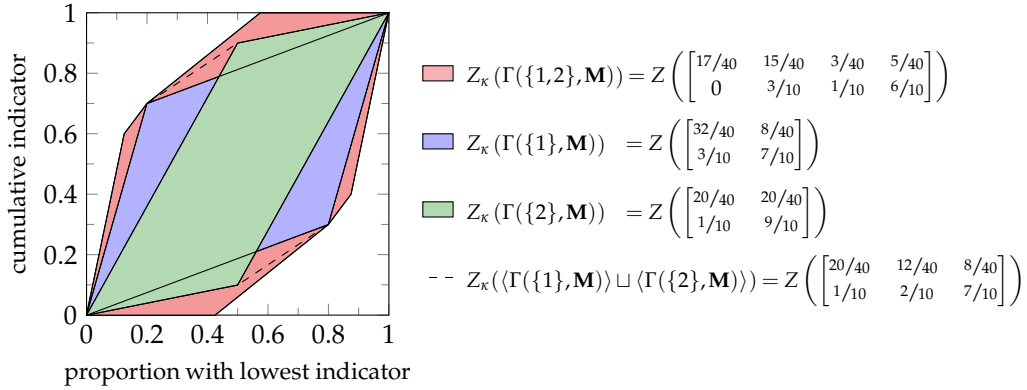 1
0.8
0.6
0.4
0.2
0
0 0.2 0.4 0.6 0.8 1
cumulative indicator
proportion with lowest indicator
Z_κ(Γ({1,2},M)) = Z([17/40 15/40 3/40 5/40
0 3/10 1/10 6/10])
Z_κ(Γ({1},M)) = Z([32/40 8/40
3/10 7/10])
Z_κ(Γ({2},M)) = Z([20/40 20/40
1/10 9/10])
Z_κ(⟨Γ({1},M)⟩ ⊔ ⟨Γ({2},M)⟩) = Z([20/40 12/40 8/40
1/10 2/10 7/10])